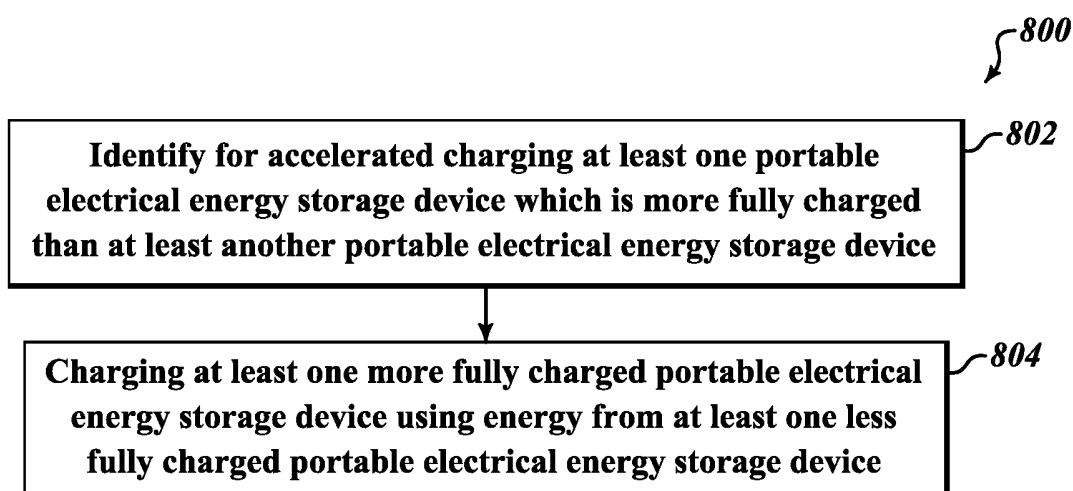 800
802
Identify for accelerated charging at least one portable
electrical energy storage device which is more fully charged
than at least another portable electrical energy storage device
804
Charging at least one more fully charged portable electrical
energy storage device using energy from at least one less
fully charged portable electrical energy storage device